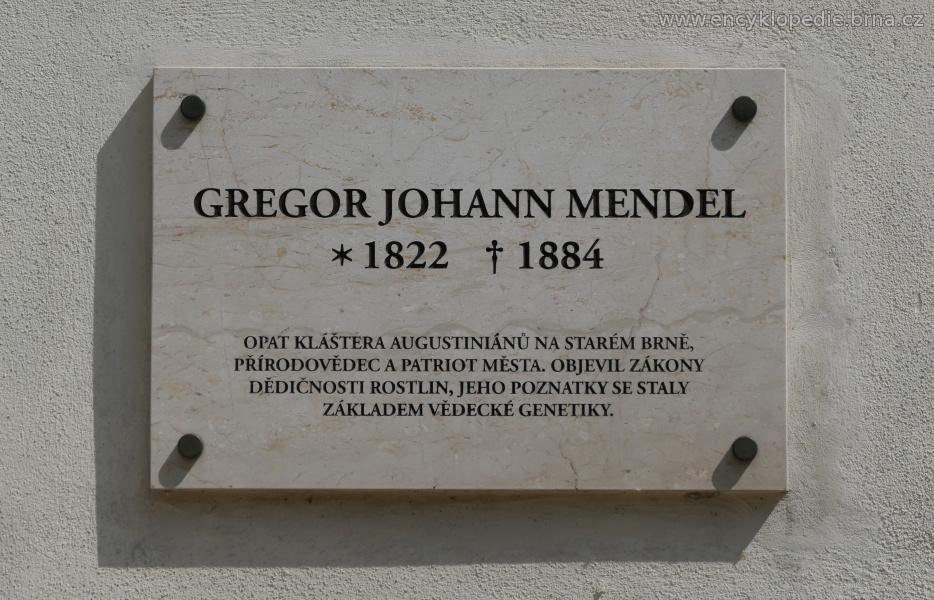 www.encyklopedie.brna.cz
GREGOR JOHANN MENDEL
* 1822 † 1884
OPAT KLÁŠTERA AUGUSTINIÁNŮ NA STARÉM BRNĚ,
PŘÍRODOVĚDEC A PATRIOT MĚSTA. OBJEVIL ZÁKONY
DĚDIČNOSTI ROSTLIN, JEHO POZNATKY SE STALY
ZÁKLADEM VĚDECKÉ GENETIKY.